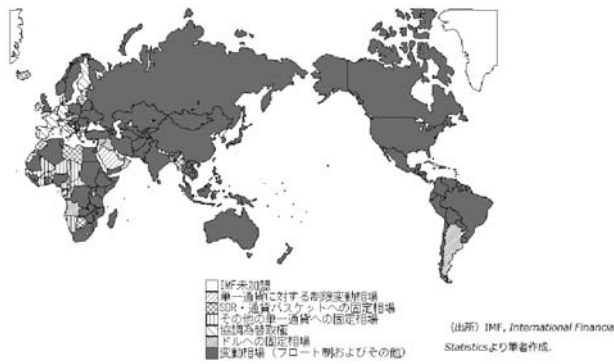 IMF未加盟
単一通貨に対する制限変動相場
SDR・通貨バスケットへの固定相場
その他の単一通貨への固定相場
協調為替取極
ドルへの固定相場
変動相場（フロート制およびその他）
（出所）IMF, International Financial
Statisticsより筆者作成.